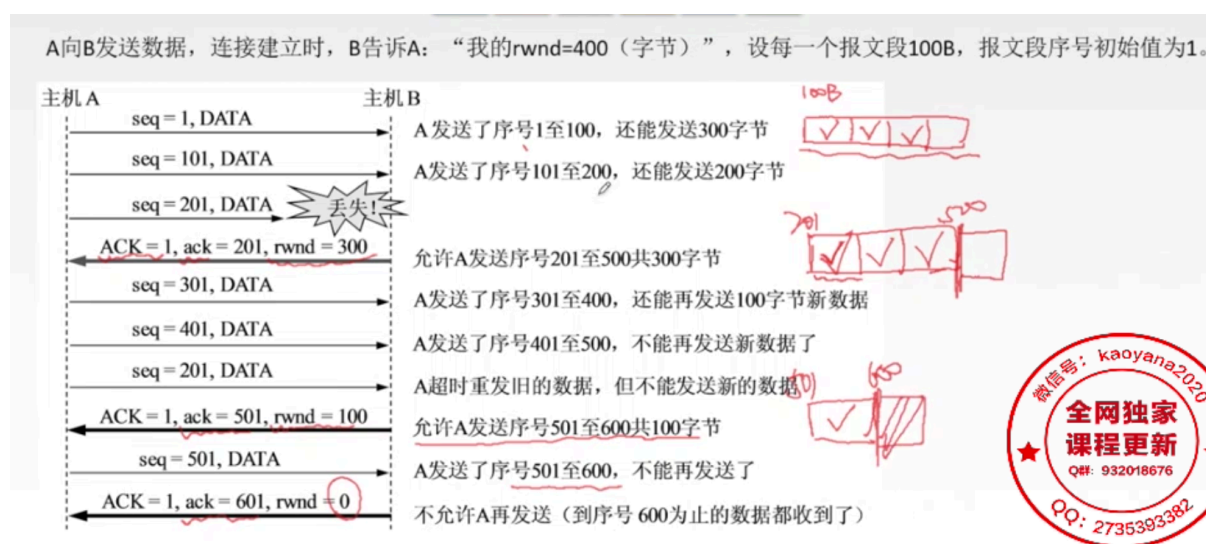 A向B发送数据，连接建立时，B告诉A：“我的rwnd=400（字节）”，设每一个报文段100B，报文段序号初始值为1。
主机A 主机B
100B
seq = 1, DATA
A发送了序号1至100，还能发送300字节
seq = 101, DATA
A发送了序号101至200，还能发送200字节
seq = 201, DATA 丢失!
201 500
ACK = 1, ack = 201, rwnd = 300
允许A发送序号201至500共300字节
seq = 301, DATA
A发送了序号301至400，还能再发送100字节新数据
seq = 401, DATA
A发送了序号401至500，不能再发送新数据了
seq = 201, DATA
A超时重发旧的数据，但不能发送新的数据
501 600
ACK = 1, ack = 501, rwnd = 100
允许A发送序号501至600共100字节
seq = 501, DATA
A发送了序号501至600，不能再发送了
ACK = 1, ack = 601, rwnd = 0
不允许A再发送（到序号 600为止的数据都收到了）
微信号：kaoyana2020
全网独家
课程更新
Q群：932018676
QQ：2735393382